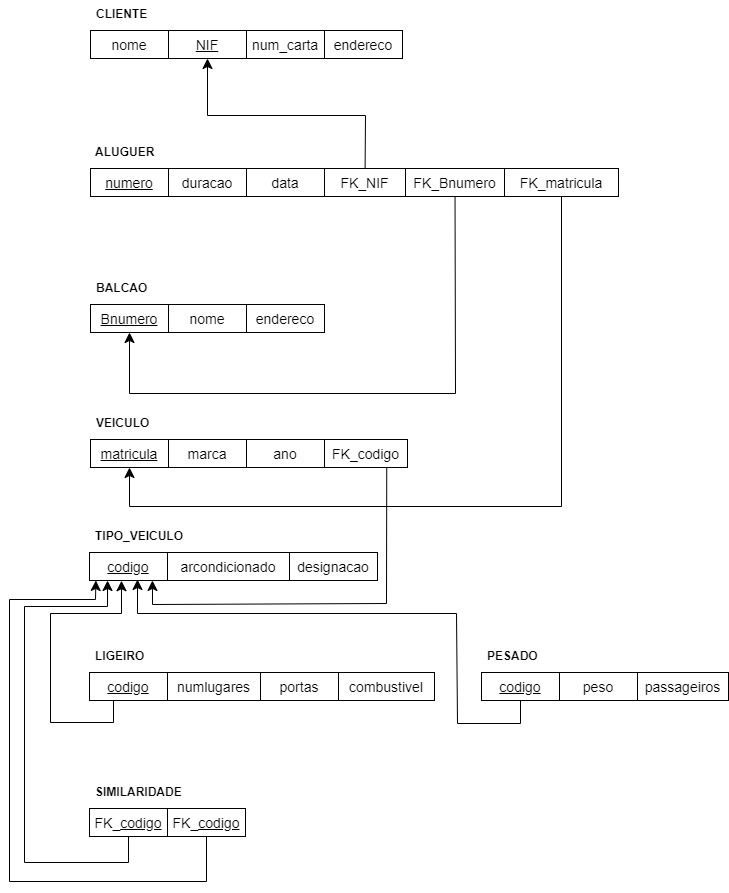 CLIENTE
nome NIF num_carta endereco
ALUGUER
numero duracao data FK_NIF FK_Bnumero FK_matricula
BALCAO
Bnumero nome endereco
VEICULO
matricula marca ano FK_codigo
TIPO_VEICULO
codigo arcondicionado designacao
LIGEIRO
codigo numlugares portas combustivel
PESADO
codigo peso passageiros
SIMILARIDADE
FK_codigo FK_codigo